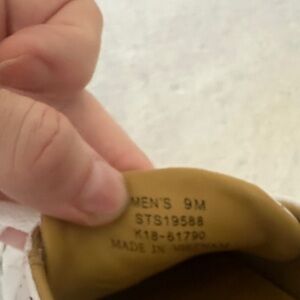 MEN'S 9M
STS19588
K18-61790
MADE IN VIETNAM